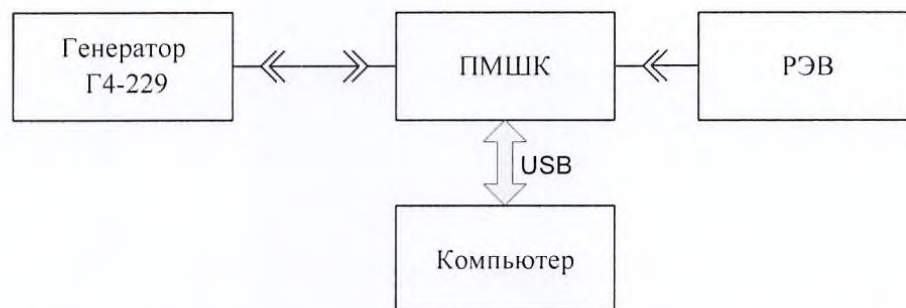 Генератор
Г4-229
ПМШК
РЭВ
USB
Компьютер